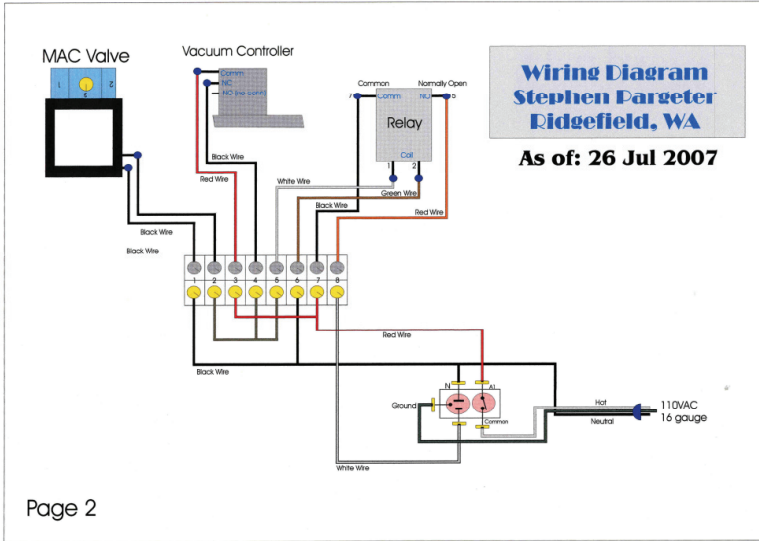 MAC Valve
Vacuum Controller
Wiring Diagram
Stephen Pargeter
Ridgefield, WA
As of: 26 Jul 2007
1
2
3
Comm
NC
Common
Normally Open
Comm
NO
Relay
Coil
1
2
Black Wire
Red Wire
White Wire
Green Wire
Black Wire
Red Wire
Black Wire
Black Wire
1 2 3 4 5 6 7 8
Red Wire
Black Wire
N
A1
Ground
Common
Hot
Neutral
110VAC
16 gauge
White Wire
Page 2